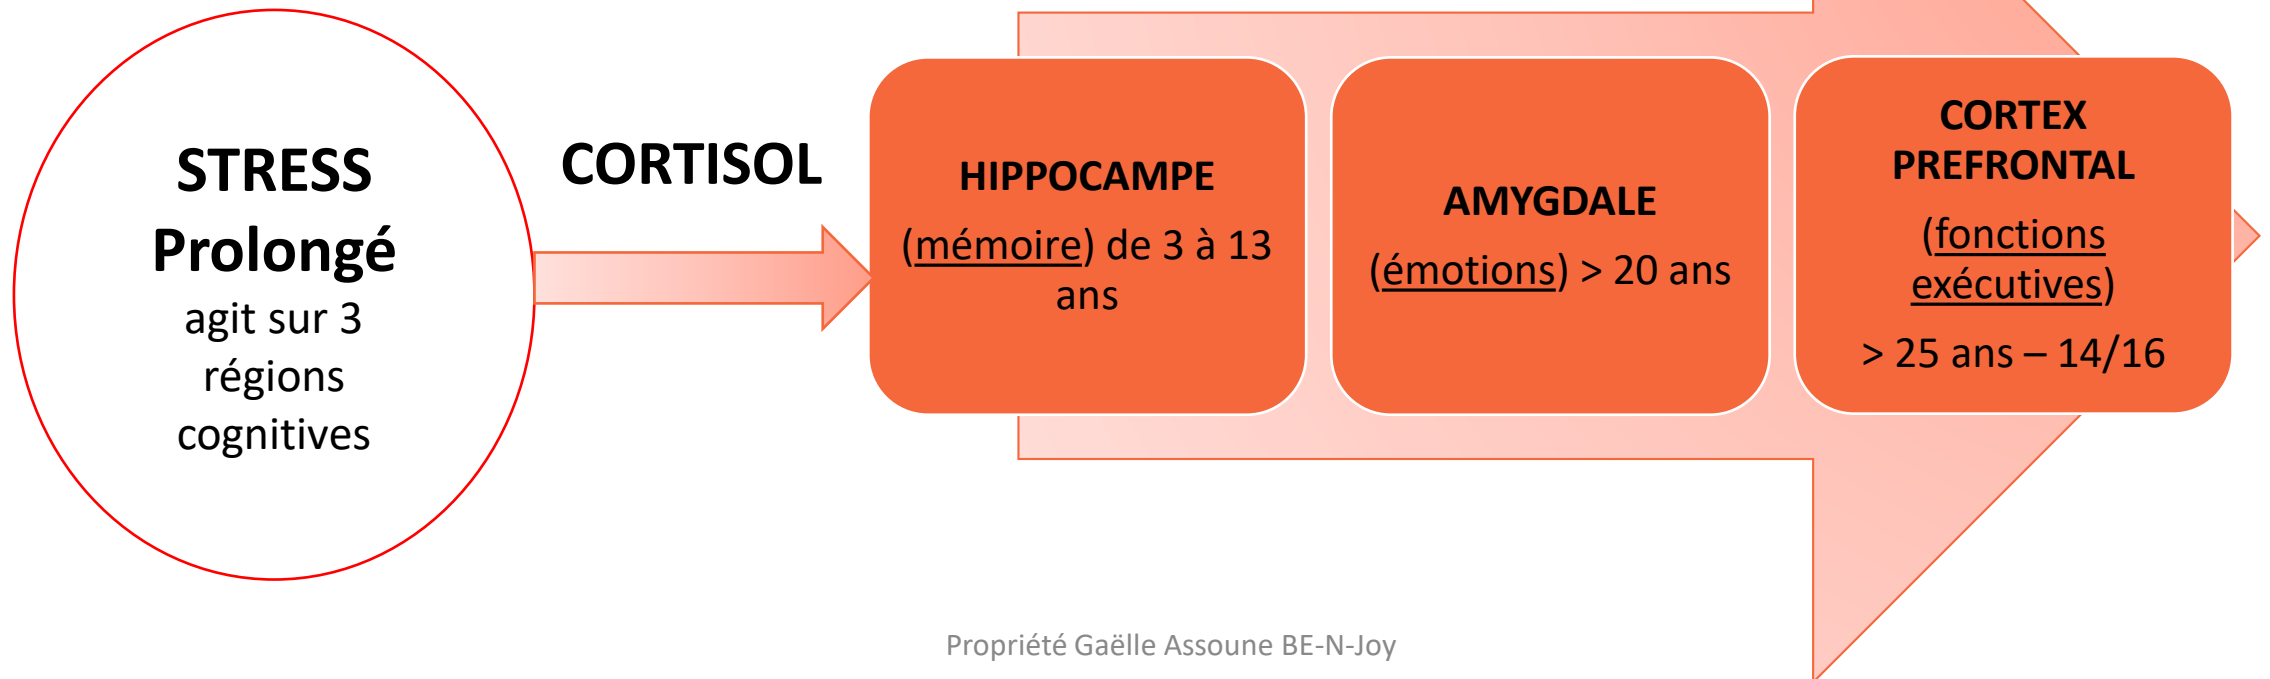 STRESS
Prolongé
agit sur 3
régions
cognitives
CORTISOL
HIPPOCAMPE
(mémoire) de 3 à 13
ans
AMYGDALE
(émotions) > 20 ans
CORTEX
PREFRONTAL
(fonctions
exécutives)
> 25 ans – 14/16
Propriété Gaëlle Assoune BE-N-Joy